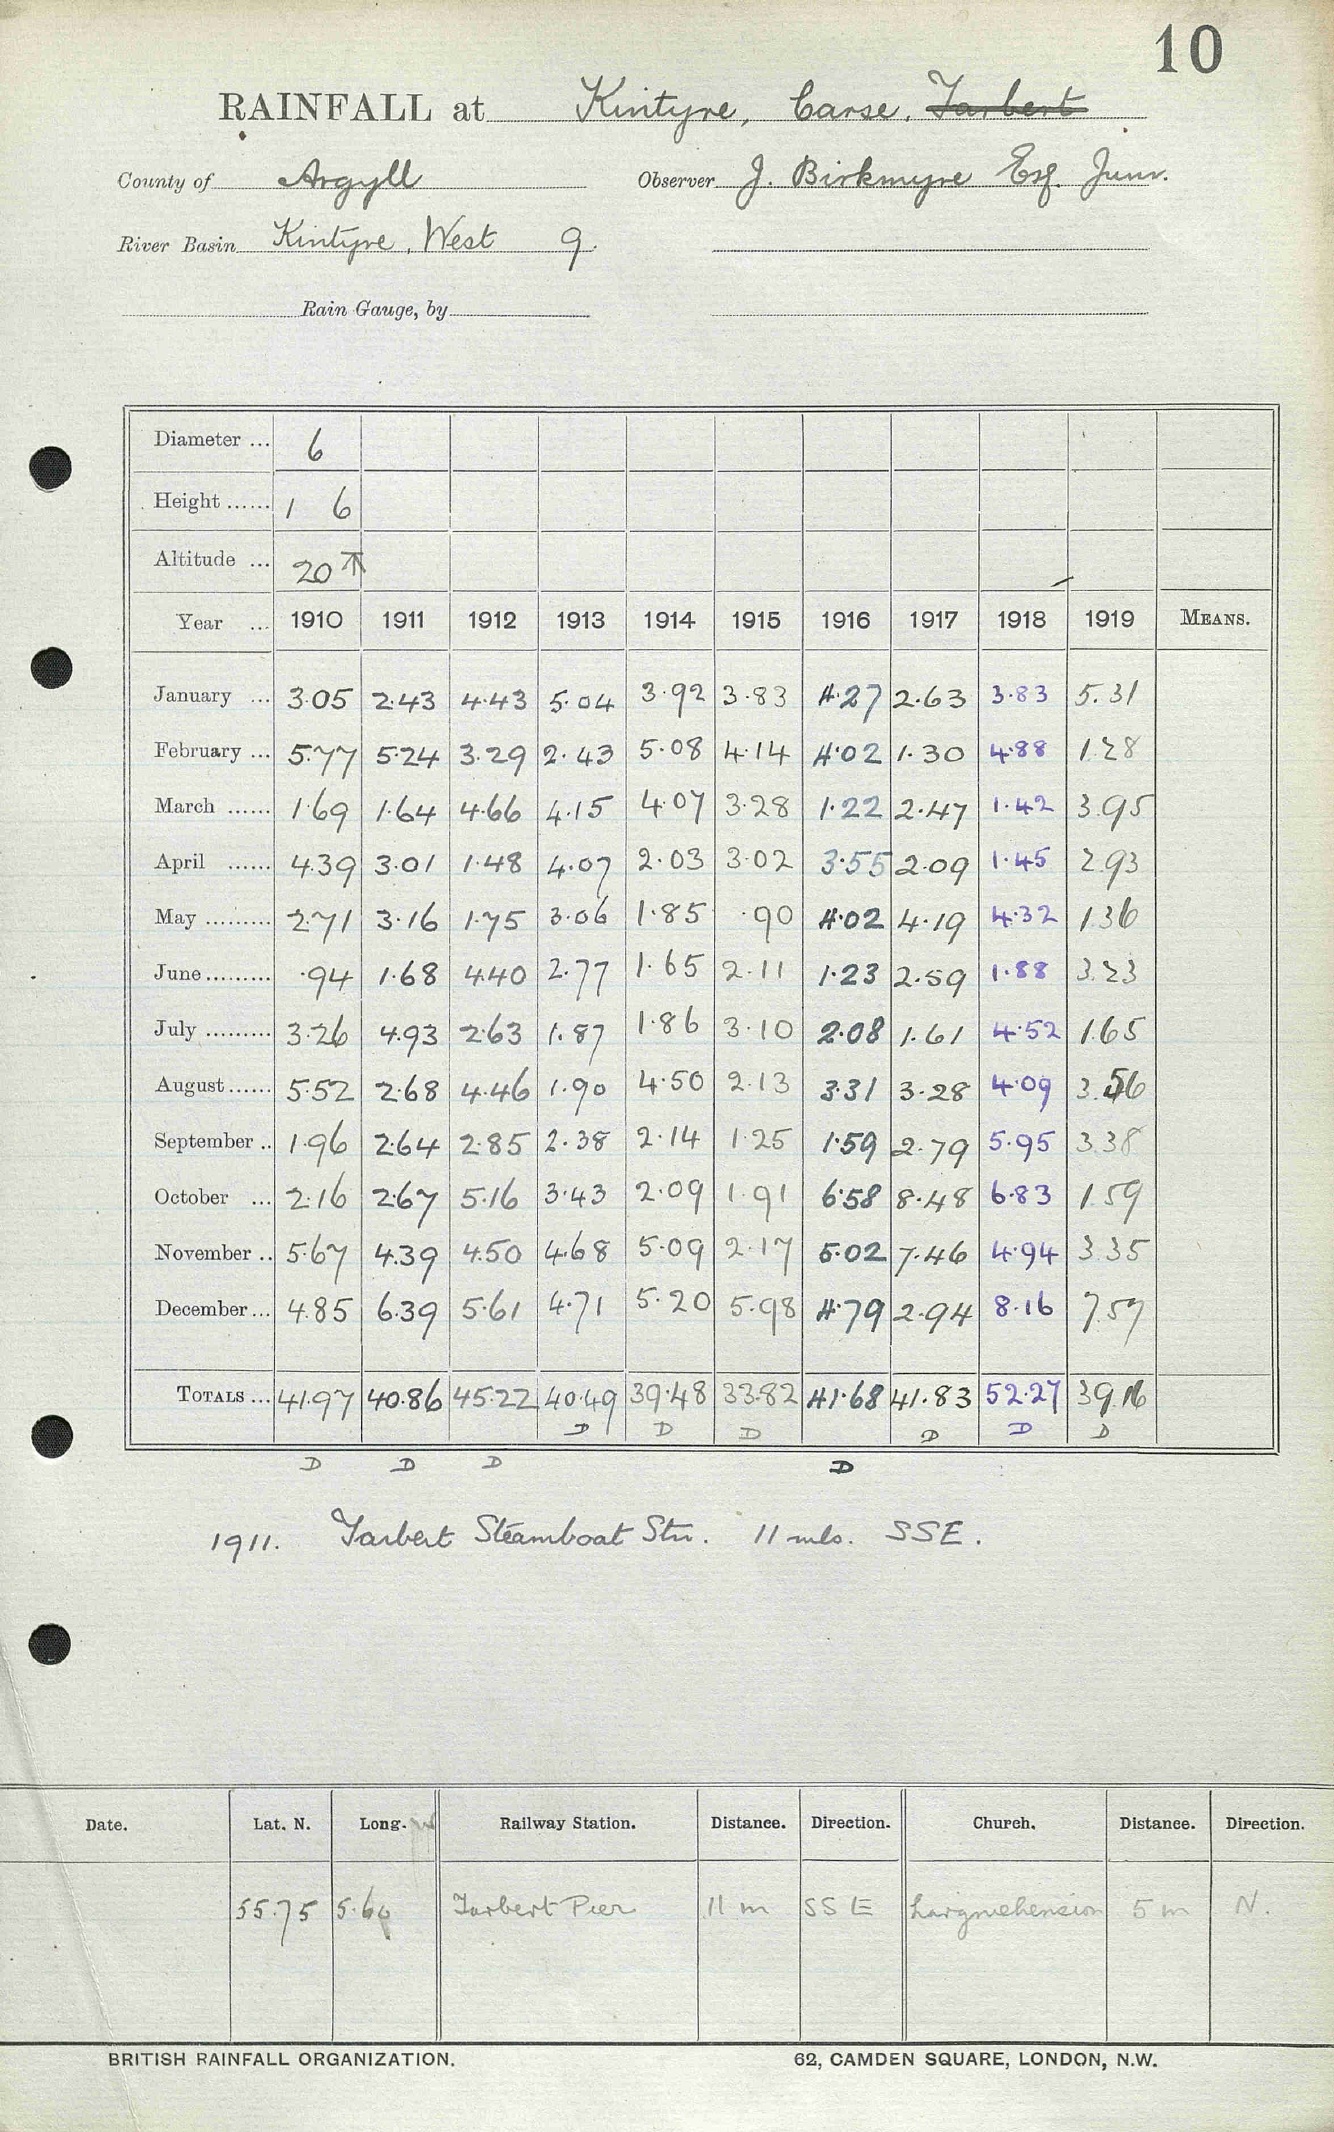 10
RAINFALL at Kintyre, Carse, Tarbert
County of Argyll Observer J. Birkmyre Esq. Junr.
River Basin Kintyre, West 9.
Rain Gauge, by
Diameter ... 6
Height ...... 1 6
Altitude ... 20
Year ... 1910 1911 1912 1913 1914 1915 1916 1917 1918 1919 MEANS.
January ... 3.05 2.43 4.43 5.04 3.92 3.83 4.27 2.63 3.83 5.31
February ... 5.77 5.24 3.29 2.43 5.08 4.14 4.02 1.30 4.88 1.28
March ...... 1.69 1.64 4.66 4.15 4.07 3.28 1.22 2.47 1.42 3.95
April ...... 4.39 3.01 1.48 4.07 2.03 3.02 3.55 2.09 1.45 2.93
May ......... 2.71 3.16 1.75 3.06 1.85 .90 4.02 4.19 4.32 1.36
June ......... .94 1.68 4.40 2.77 1.65 2.11 1.23 2.59 1.88 3.23
July ......... 3.26 4.93 2.63 1.87 1.86 3.10 2.08 1.61 4.52 1.65
August ...... 5.52 2.68 4.46 1.90 4.50 2.13 3.31 3.28 4.09 3.56
September .. 1.96 2.64 2.85 2.38 2.14 1.25 1.59 2.79 5.95 3.38
October ... 2.16 2.67 5.16 3.43 2.09 1.91 6.58 8.48 6.83 1.59
November .. 5.67 4.39 4.50 4.68 5.09 2.17 5.02 7.46 4.94 3.35
December ... 4.85 6.39 5.61 4.71 5.20 5.98 4.79 2.94 8.16 7.57
TOTALS ... 41.97 40.86 45.22 40.49 39.48 33.82 41.68 41.83 52.27 39.16
D D D D D D
D D D D
1911. Tarbert Steamboat Stn. 11 mls. SSE.
Date. Lat. N. Long. W Railway Station. Distance. Direction. Church. Distance. Direction.
55.75 5.60 Tarbert Pier 11 m SSE 5 m N.
BRITISH RAINFALL ORGANIZATION. 62, CAMDEN SQUARE, LONDON, N.W.